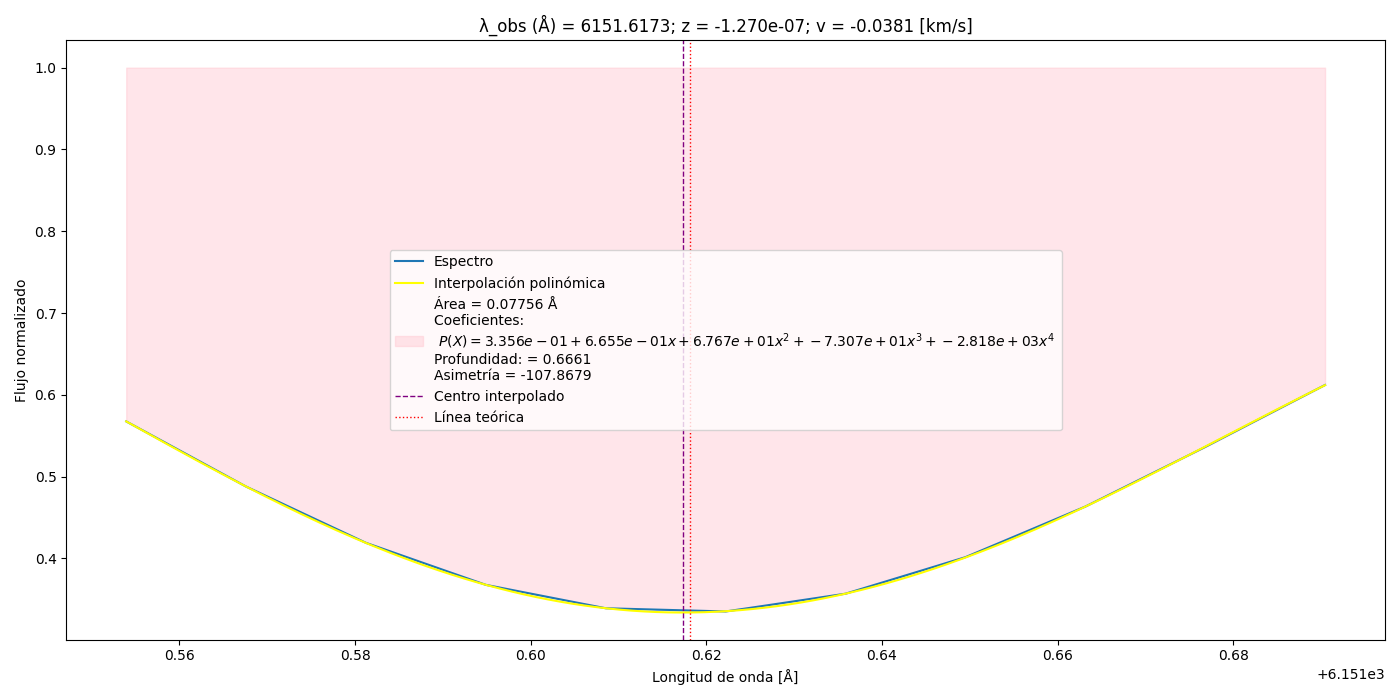 λ_obs (Å) = 6151.6173; z = -1.270e-07; v = -0.0381 [km/s]
Flujo normalizado
1.0
0.9
0.8
0.7
0.6
0.5
0.4
Espectro
Interpolación polinómica
Área = 0.07756 Å
Coeficientes:
P(X) = 3.356e − 01 + 6.655e − 01x + 6.767e + 01x² + −7.307e + 01x³ + −2.818e + 03x⁴
Profundidad: = 0.6661
Asimetría = -107.8679
Centro interpolado
Línea teórica
0.56 0.58 0.60 0.62 0.64 0.66 0.68
+6.151e3
Longitud de onda [Å]